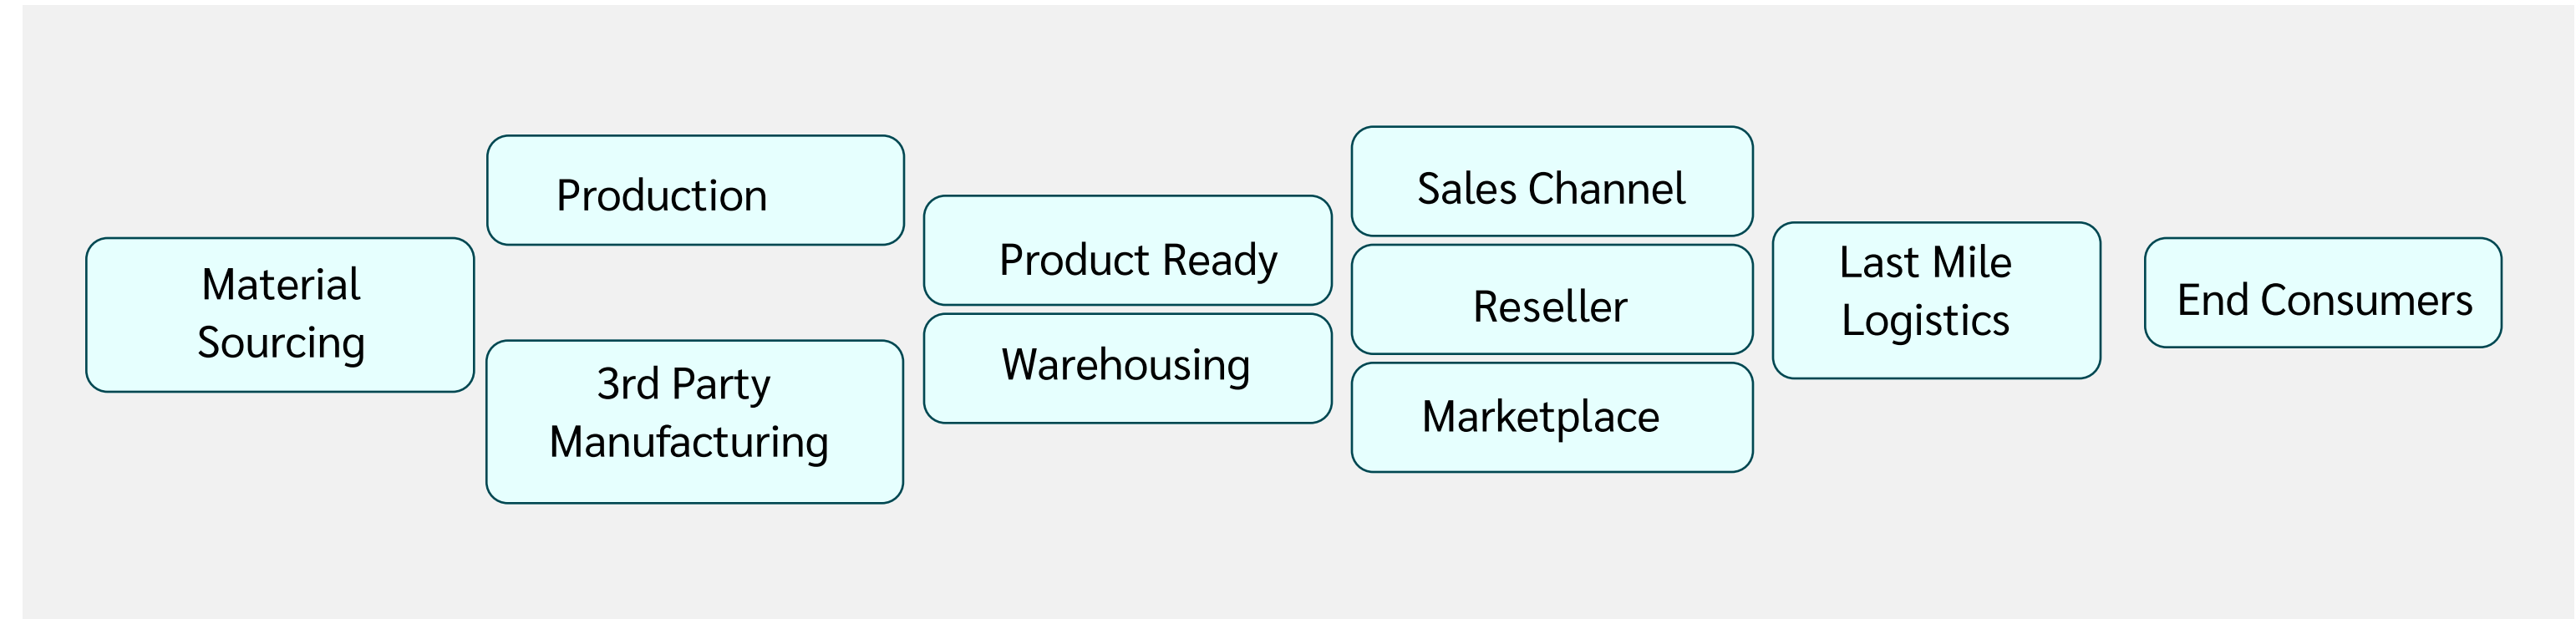 Material
Sourcing
Production
3rd Party
Manufacturing
Product Ready
Warehousing
Sales Channel
Reseller
Marketplace
Last Mile
Logistics
End Consumers